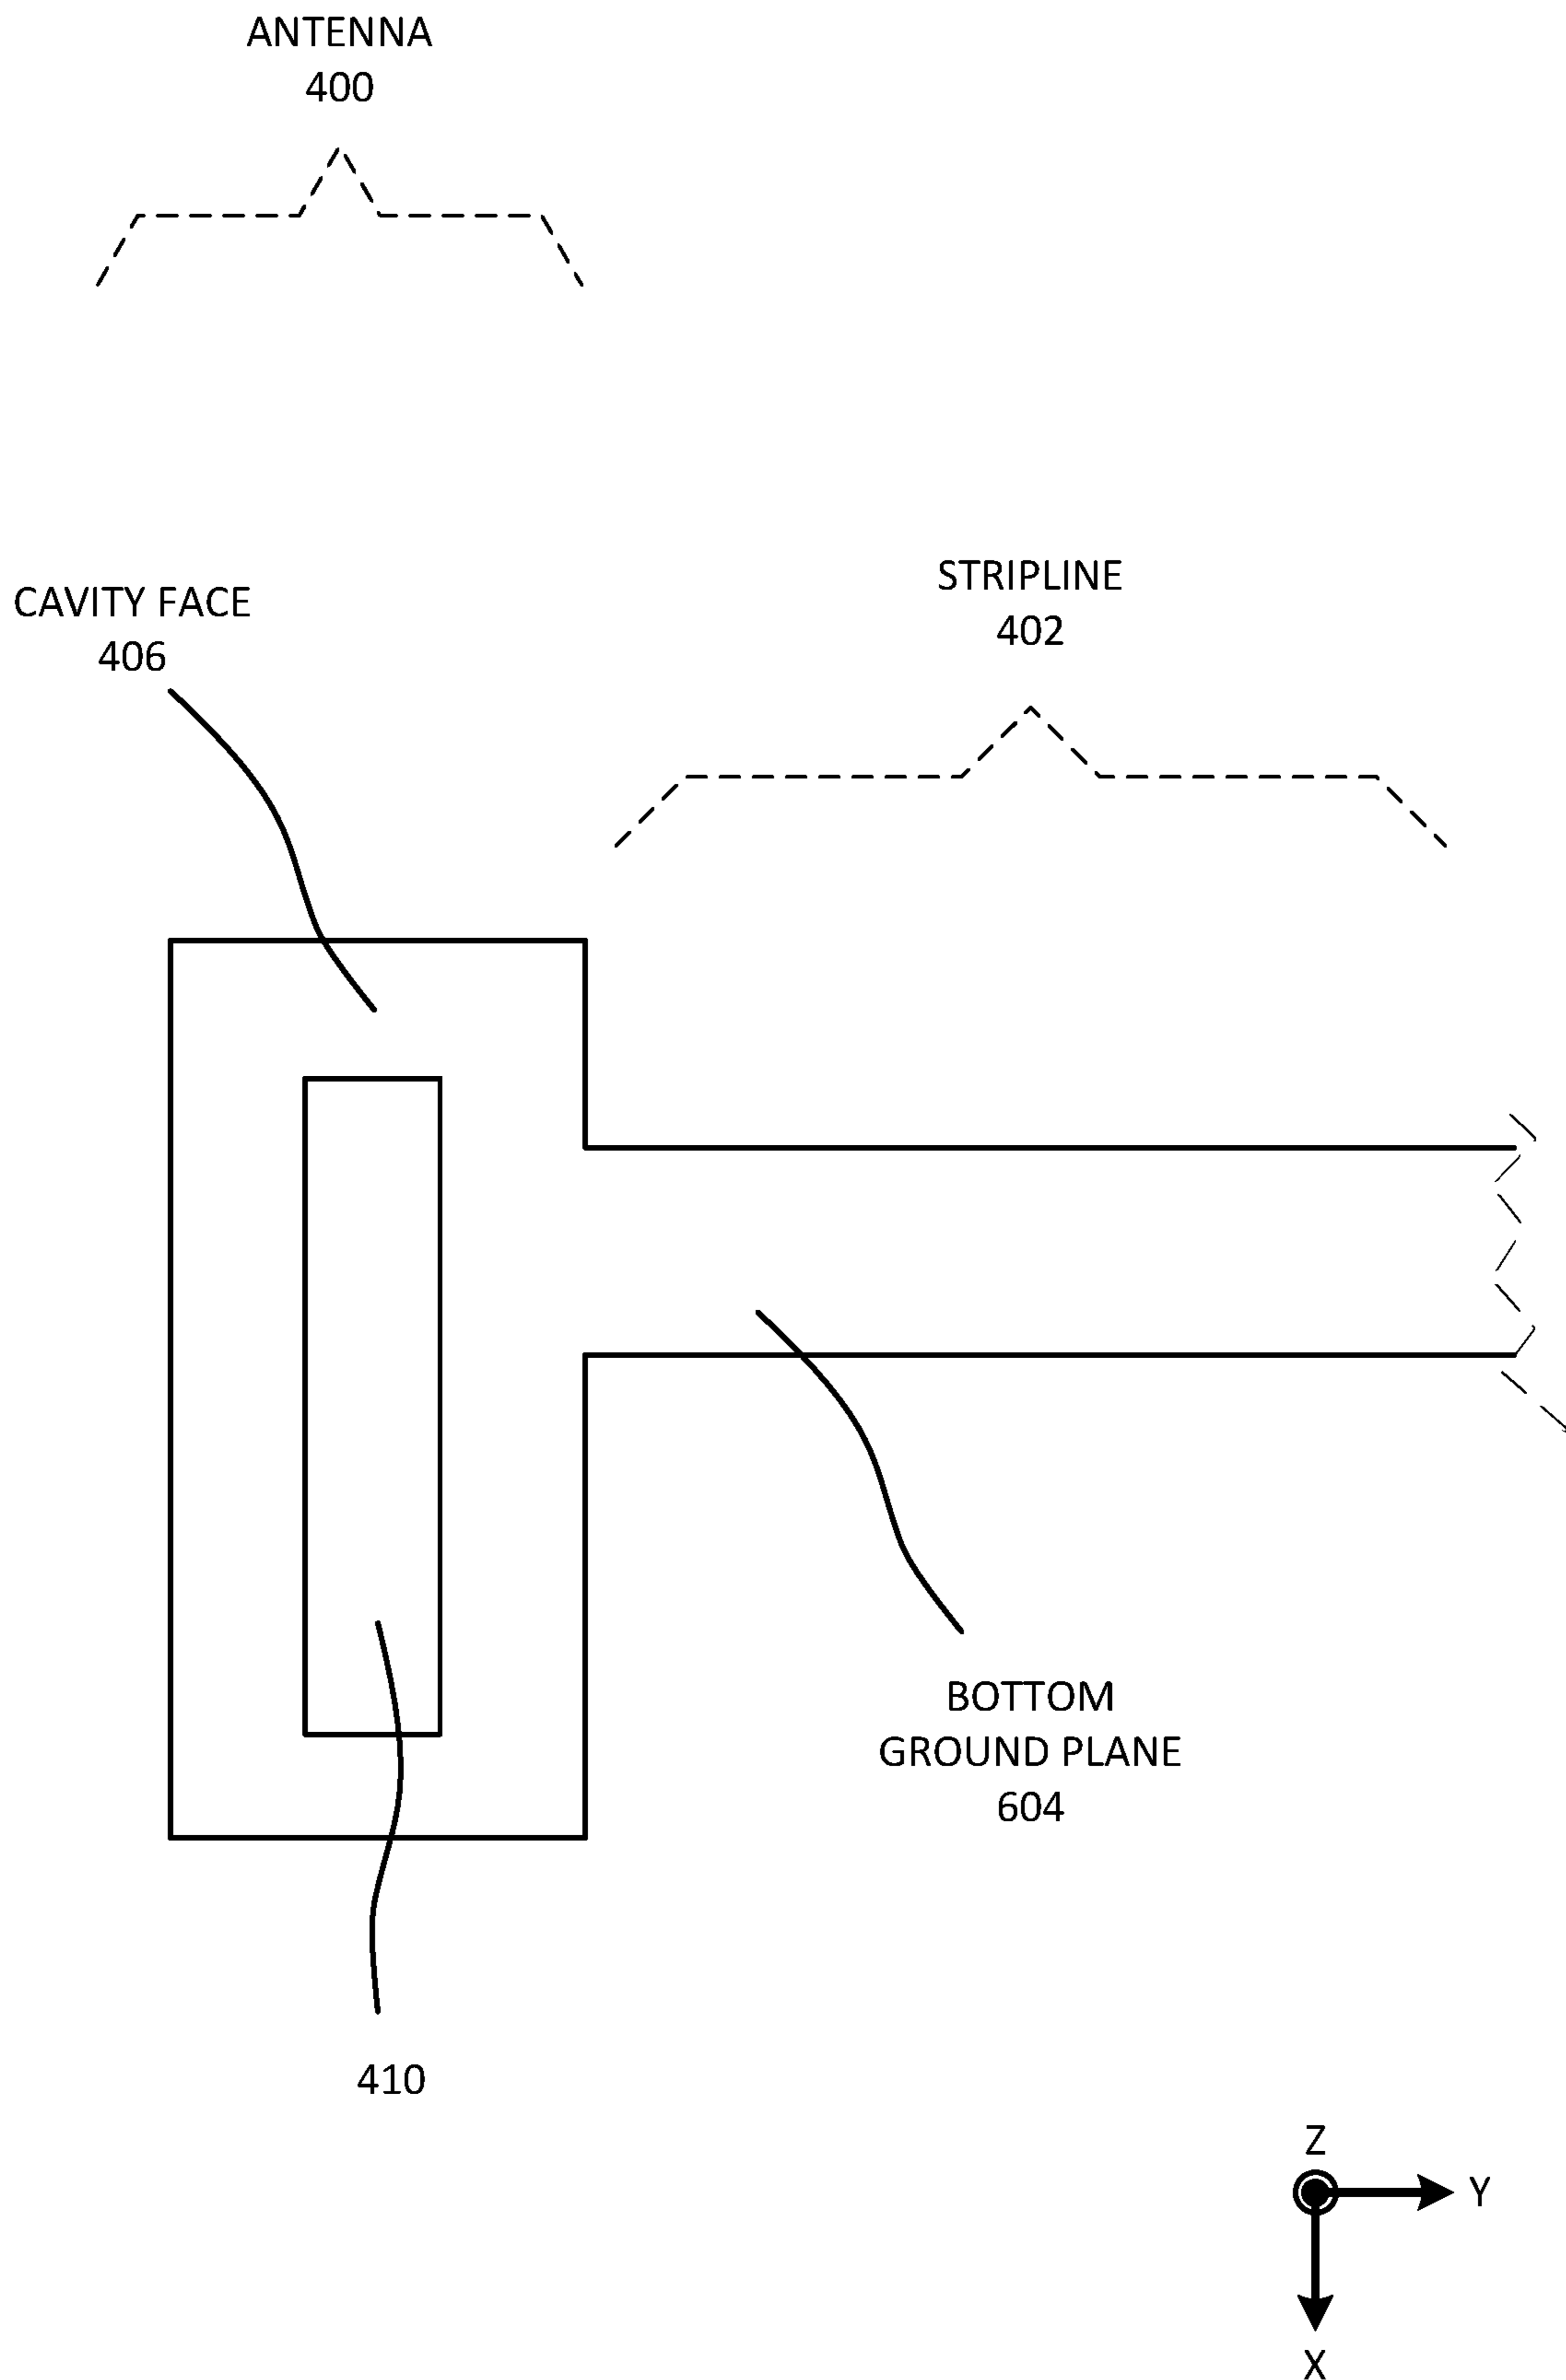 ANTENNA
400
STRIPLINE
402
CAVITY FACE
406
BOTTOM
GROUND PLANE
604
410
Z
Y
X